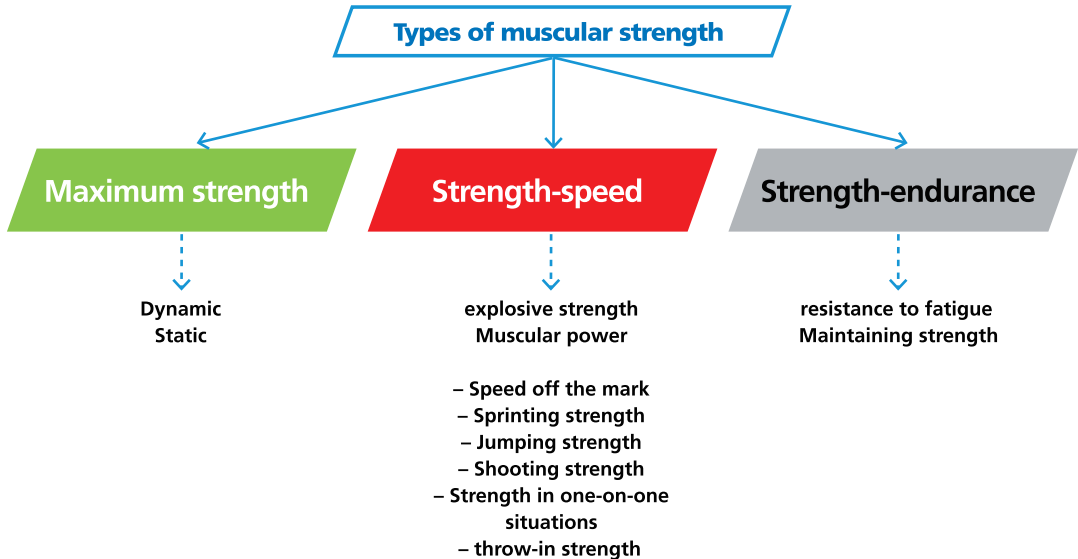 Types of muscular strength
Maximum strength
Strength-speed
Strength-endurance
Dynamic
Static
explosive strength
Muscular power
– Speed off the mark
– Sprinting strength
– Jumping strength
– Shooting strength
– Strength in one-on-one
situations
– throw-in strength
resistance to fatigue
Maintaining strength